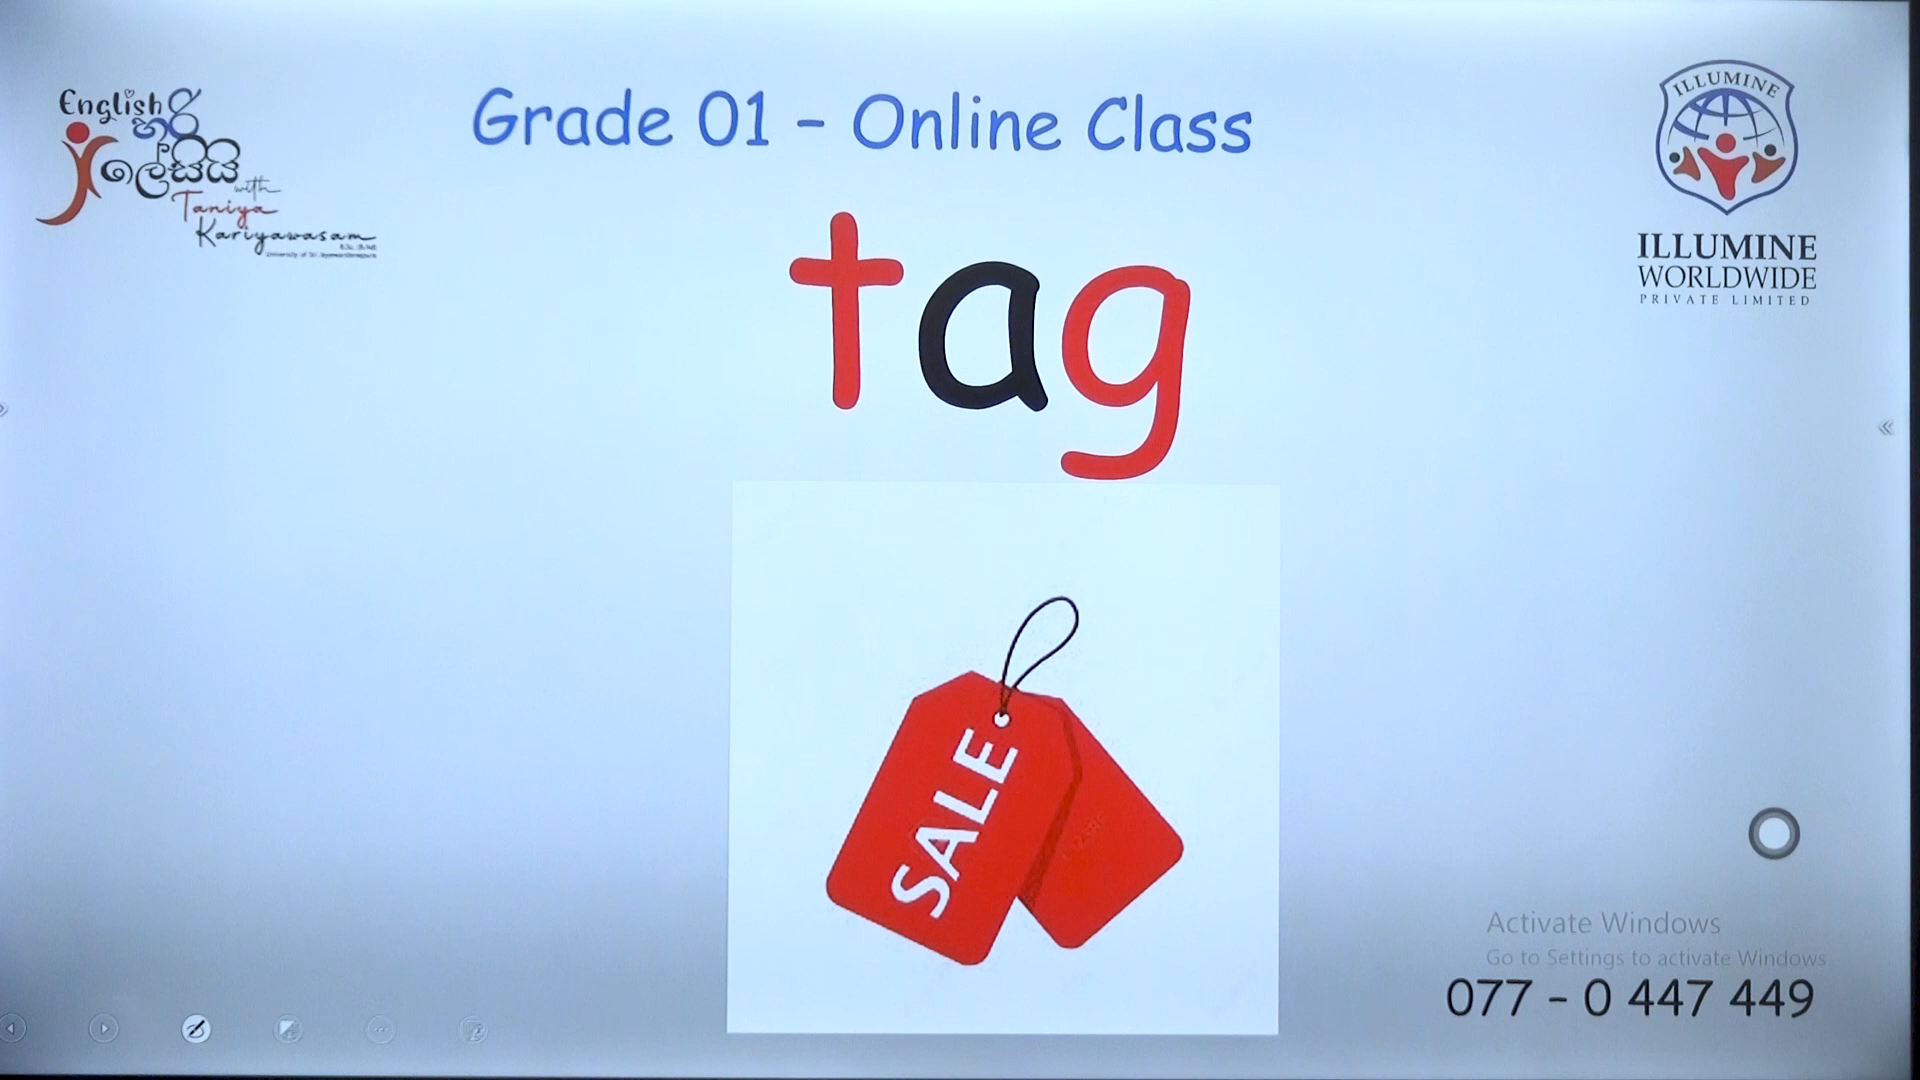 English හරි
ලේසියි
with
Taniya
Kariyawasam
Grade 01 - Online Class
ILLUMINE
ILLUMINE
WORLDWIDE
PRIVATE LIMITED
tag
SALE
Activate Windows
Go to Settings to activate Windows.
077 - 0 447 449